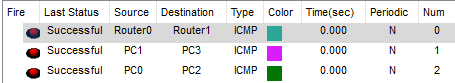 Fire Last Status Source Destination Type Color Time(sec) Periodic Num
Successful Router0 Router1 ICMP 0.000 N 0
Successful PC1 PC3 ICMP 0.000 N 1
Successful PC0 PC2 ICMP 0.000 N 2